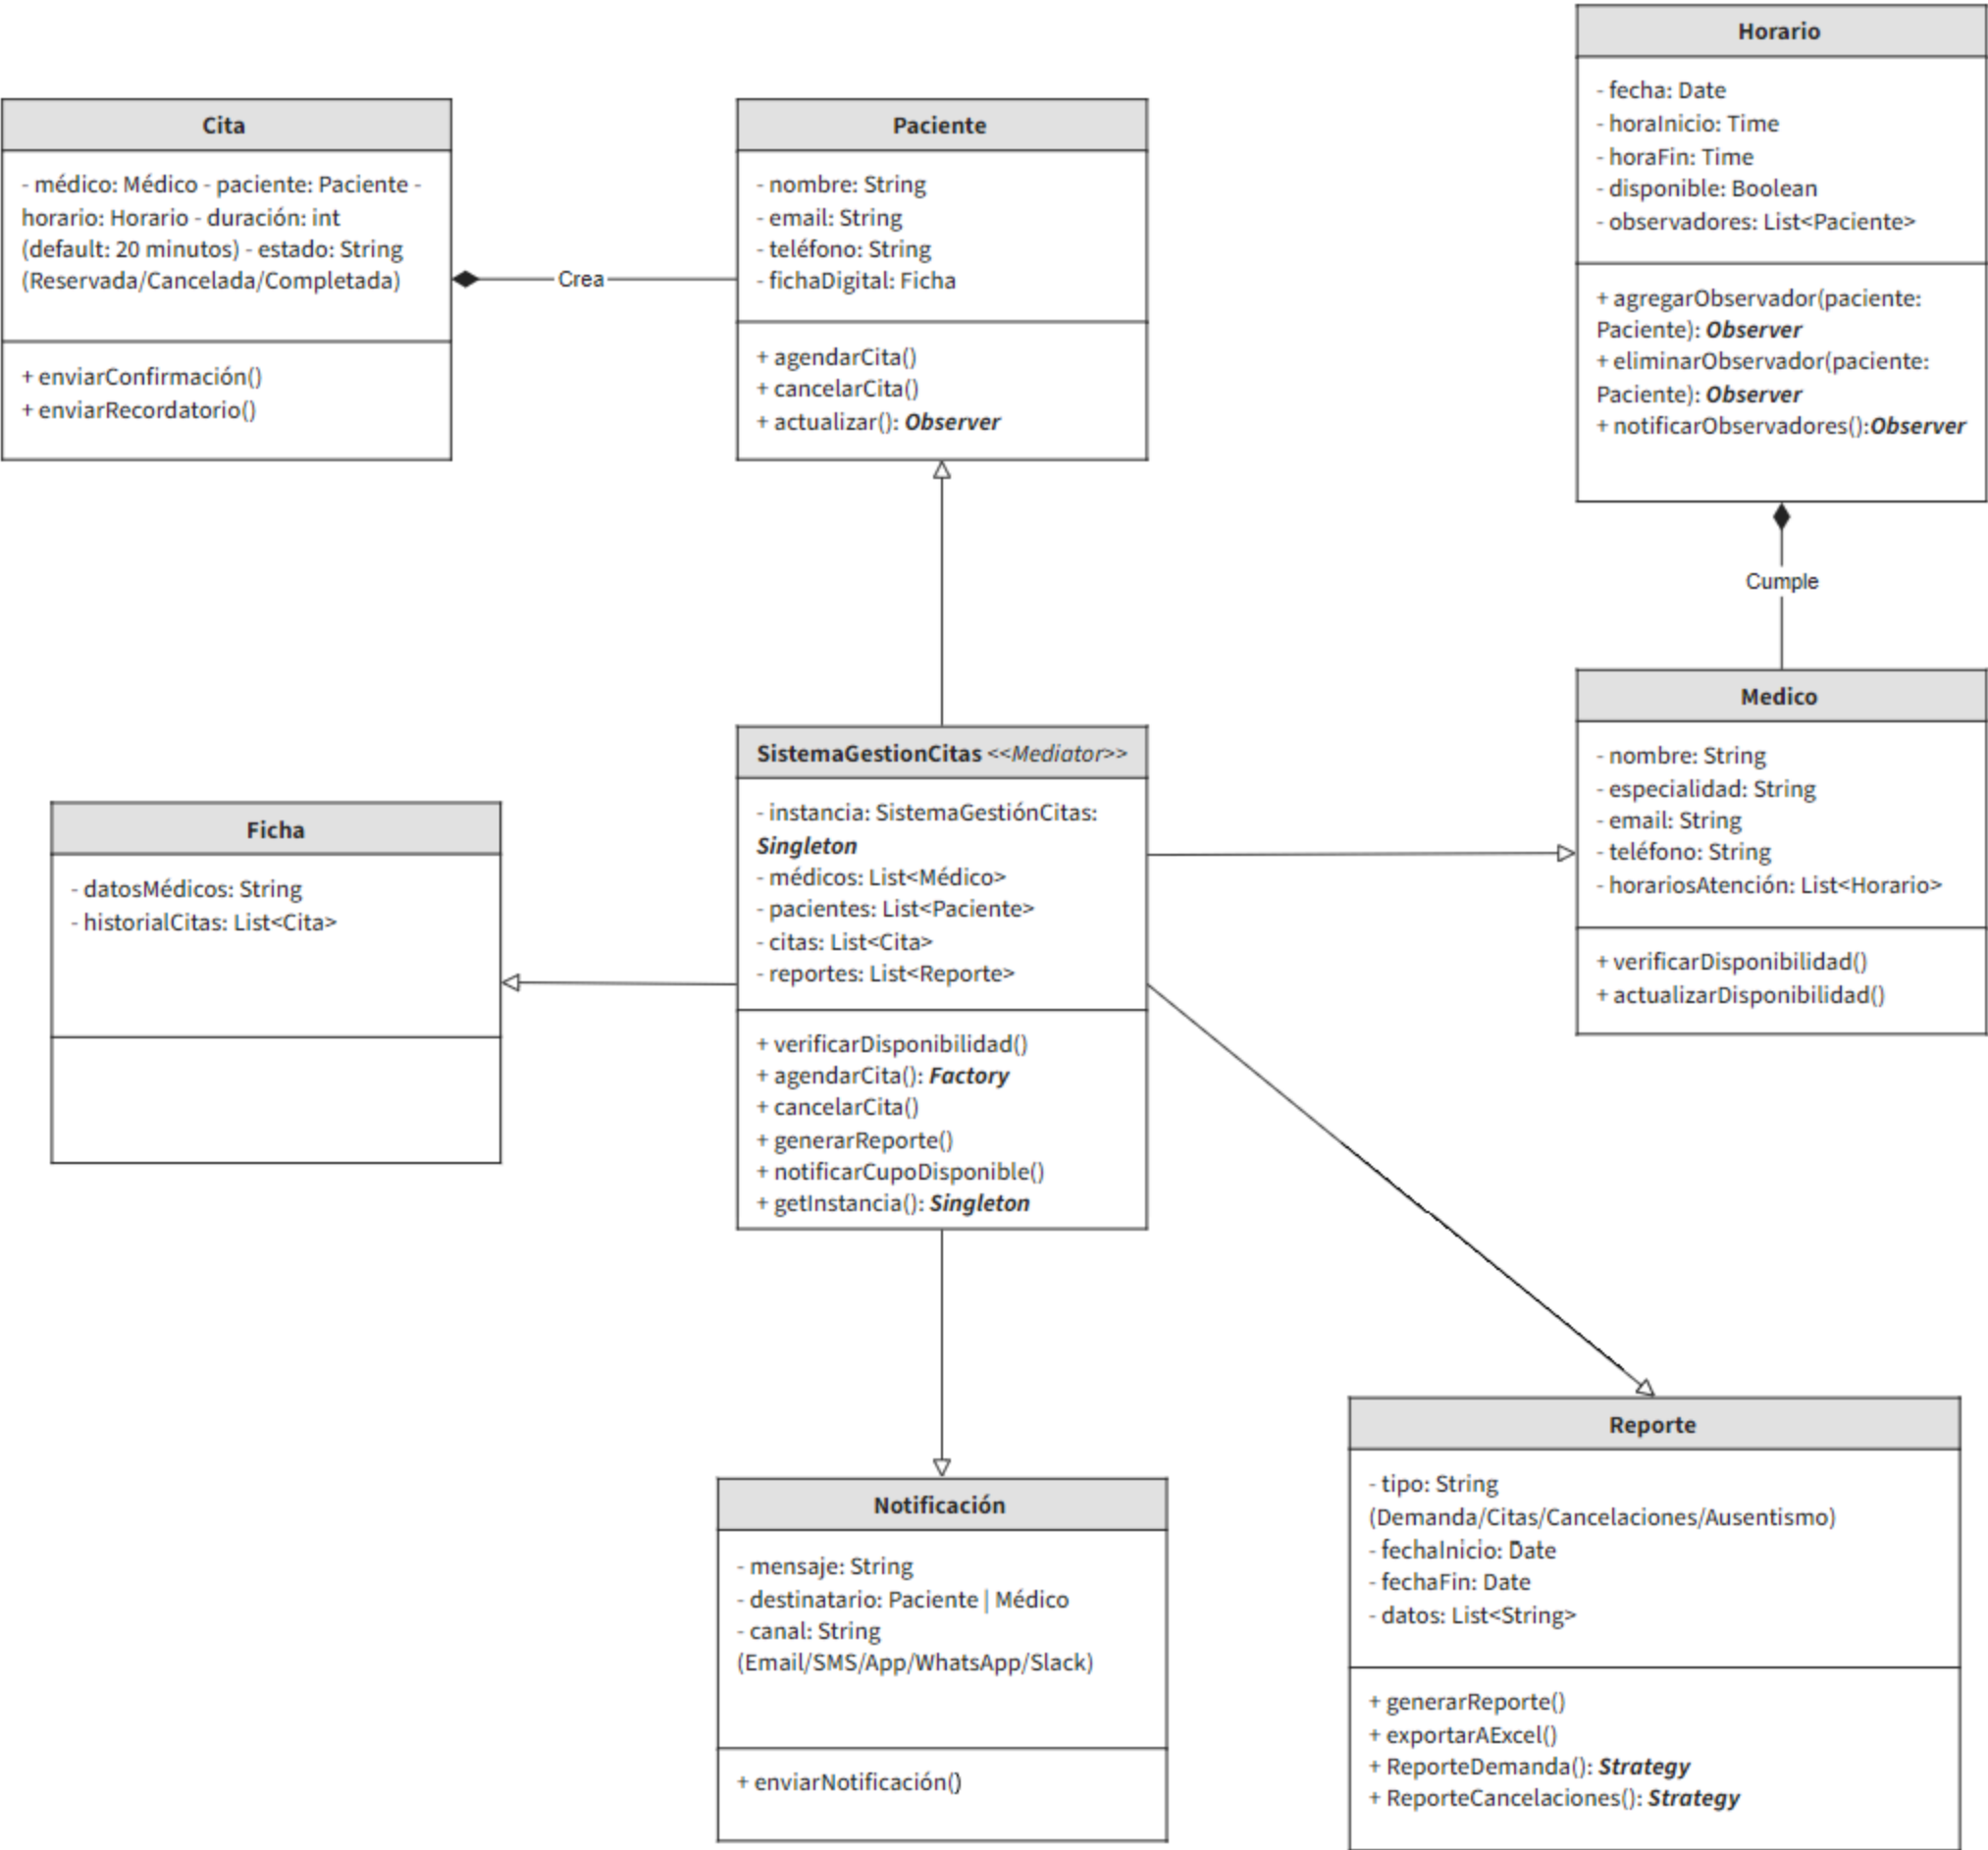 Cita
- médico: Médico - paciente: Paciente -
horario: Horario - duración: int
(default: 20 minutos) - estado: String
(Reservada/Cancelada/Completada)
+ enviarConfirmación()
+ enviarRecordatorio()
Crea
Paciente
- nombre: String
- email: String
- teléfono: String
- fichaDigital: Ficha
+ agendarCita()
+ cancelarCita()
+ actualizar(): Observer
Horario
- fecha: Date
- horaInicio: Time
- horaFin: Time
- disponible: Boolean
- observadores: List<Paciente>
+ agregarObservador(paciente:
Paciente): Observer
+ eliminarObservador(paciente:
Paciente): Observer
+ notificarObservadores():Observer
Cumple
Medico
- nombre: String
- especialidad: String
- email: String
- teléfono: String
- horariosAtención: List<Horario>
+ verificarDisponibilidad()
+ actualizarDisponibilidad()
SistemaGestionCitas <<Mediator>>
- instancia: SistemaGestiónCitas:
Singleton
- médicos: List<Médico>
- pacientes: List<Paciente>
- citas: List<Cita>
- reportes: List<Reporte>
+ verificarDisponibilidad()
+ agendarCita(): Factory
+ cancelarCita()
+ generarReporte()
+ notificarCupoDisponible()
+ getInstancia(): Singleton
Ficha
- datosMédicos: String
- historialCitas: List<Cita>
Notificación
- mensaje: String
- destinatario: Paciente | Médico
- canal: String
(Email/SMS/App/WhatsApp/Slack)
+ enviarNotificación()
Reporte
- tipo: String
(Demanda/Citas/Cancelaciones/Ausentismo)
- fechaInicio: Date
- fechaFin: Date
- datos: List<String>
+ generarReporte()
+ exportarAExcel()
+ ReporteDemanda(): Strategy
+ ReporteCancelaciones(): Strategy